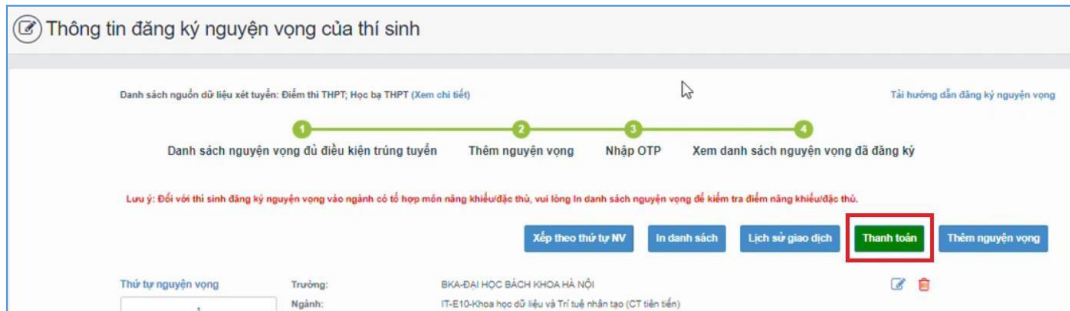 Thông tin đăng ký nguyện vọng của thí sinh
Danh sách nguồn dữ liệu xét tuyển: Điểm thi THPT; Học bạ THPT (Xem chi tiết)
Tải hướng dẫn đăng ký nguyện vọng
1 2 3 4
Danh sách nguyện vọng đủ điều kiện trúng tuyển Thêm nguyện vọng Nhập OTP Xem danh sách nguyện vọng đã đăng ký
Lưu ý: Đối với thí sinh đăng ký nguyện vọng vào ngành có tổ hợp môn năng khiếu/đặc thù, vui lòng In danh sách nguyện vọng để kiểm tra điểm năng khiếu/đặc thù.
Xếp theo thứ tự NV In danh sách Lịch sử giao dịch Thanh toán Thêm nguyện vọng
Thứ tự nguyện vọng Trường: BKA-ĐẠI HỌC BÁCH KHOA HÀ NỘI
Ngành: IT-E10-Khoa học dữ liệu và Trí tuệ nhân tạo (CT tiên tiến)